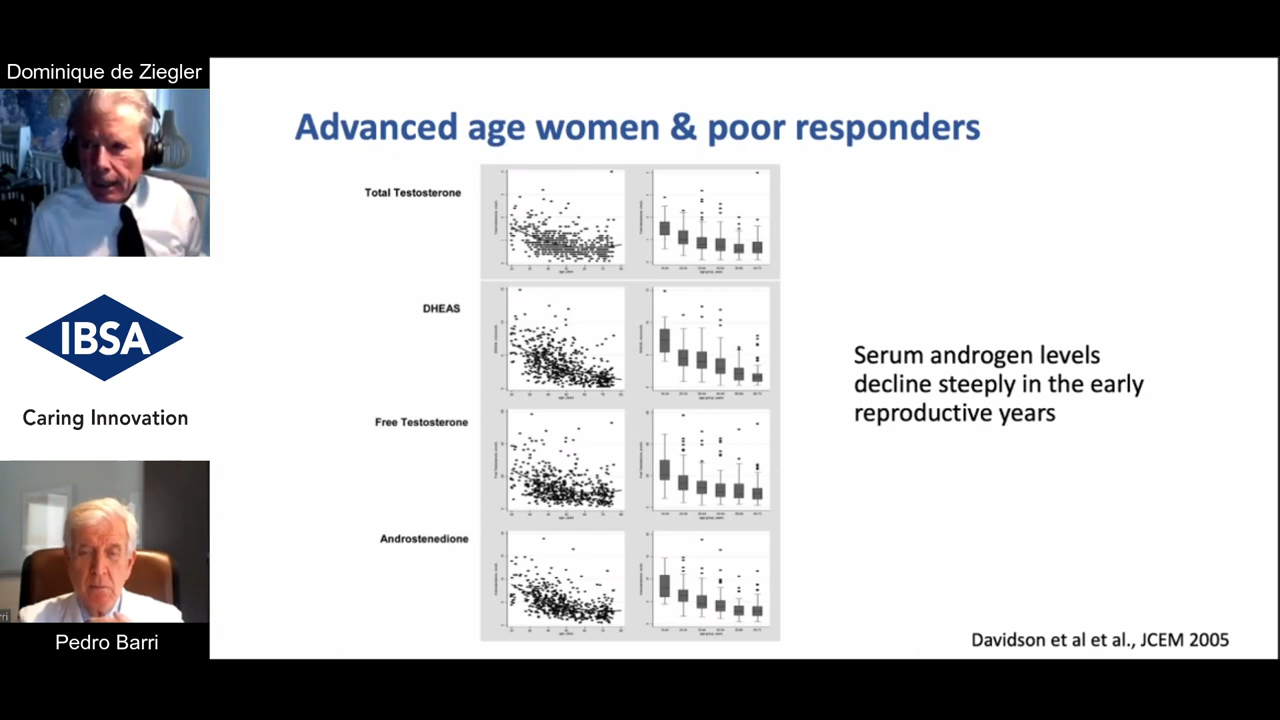 Dominique de Ziegler
IBSA
Caring Innovation
Pedro Barri
Advanced age women & poor responders
Total Testosterone
DHEAS
Free Testosterone
Androstenedione
Serum androgen levels
decline steeply in the early
reproductive years
Davidson et al et al., JCEM 2005